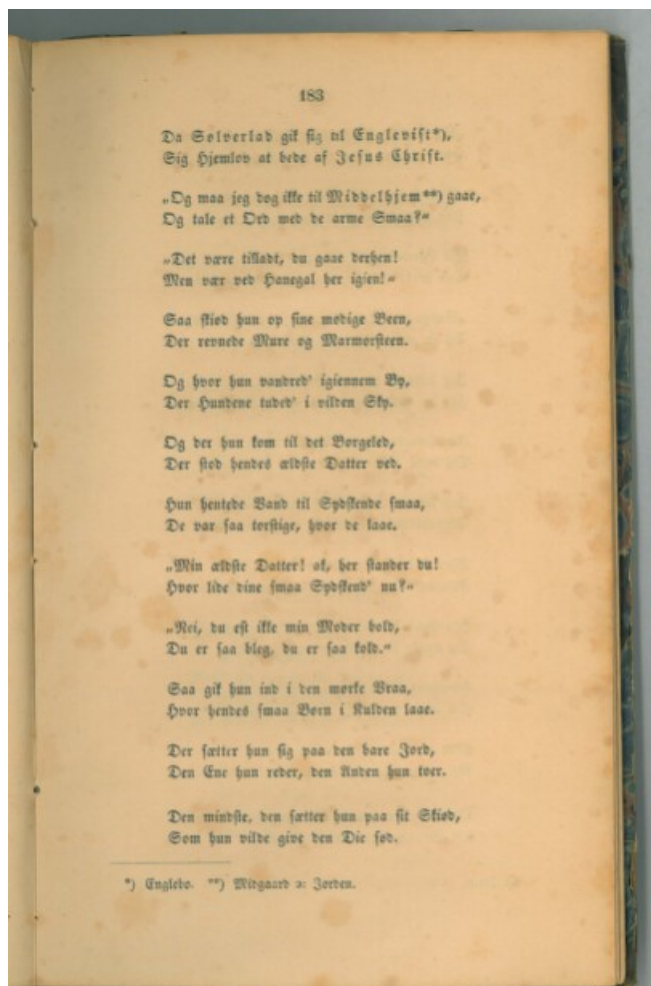 183
Da Sølverlad gik sig til Englevist*),
Sig Hjemlov at bede af Jesus Christ.
„Og maa jeg dog ikke til Middelhjem**) gaae,
Og tale et Ord med de arme Smaa?“
„Det være tilladt, du gaae derhen!
Men vær ved Hanegal her igien!“
Saa skiød hun op sine modige Been,
Der revnede Mure og Marmorsteen.
Og hvor hun vandred' igiennem By,
Der Hundene tuded' i vilden Sky.
Og der hun kom til det Borgeled,
Der stod hendes ældste Datter ved.
Hun hentede Vand til Sydskende smaa,
De var saa tørstige, hvor de laae.
„Min ældste Datter! ak, her stander du!
Hvor lide dine smaa Sydskend' nu?“
„Nei, du est ikke min Moder bold,
Du er saa bleg, du er saa kold.“
Saa gik hun ind i den mørke Vraa,
Hvor hendes smaa Børn i Kulden laae.
Der sætter hun sig paa den bare Jord,
Den Ene hun reder, den Anden hun toer.
Den mindste, den sætter hun paa sit Skiød,
Som hun vilde give den Die sød.
*) Englebo. **) Midgaard ɔ: Jorden.